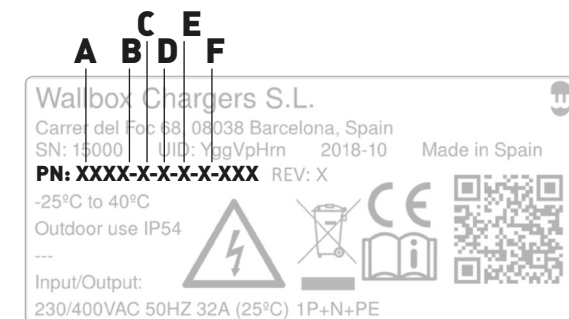 C E
A B D F
Wallbox Chargers S.L.
Carrer del Foc 68, 08038 Barcelona, Spain
SN: 15000 UID: YggVpHrn 2018-10 Made in Spain
PN: XXXX-X-X-X-X-XXX REV: X
-25ºC to 40ºC
Outdoor use IP54
---
Input/Output:
230/400VAC 50HZ 32A (25ºC) 1P+N+PE
CE
i